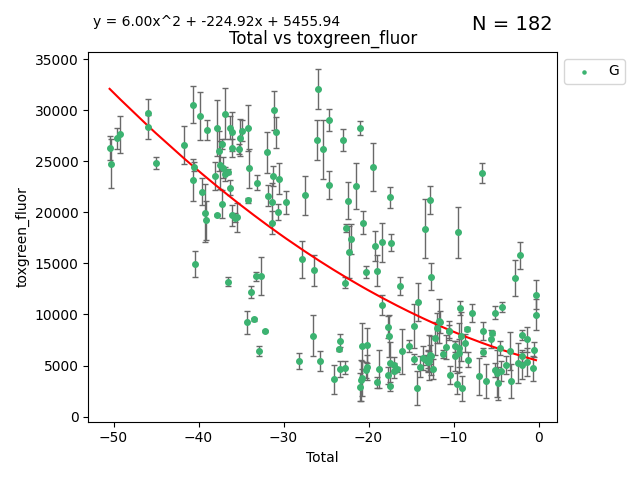 y = 6.00x^2 + -224.92x + 5455.94
N = 182
Total vs toxgreen_fluor
35000
30000
25000
20000
15000
10000
5000
0
toxgreen_fluor
−50
−40
−30
−20
−10
0
Total
G